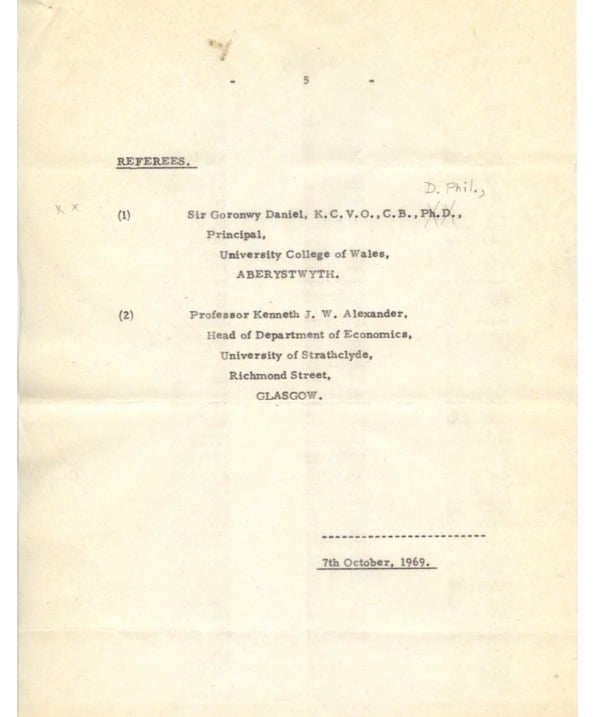 - 5 -
REFEREES.
D. Phil.,
x x
(1) Sir Goronwy Daniel, K.C.V.O., C.B., Ph.D.,
Principal,
University College of Wales,
ABERYSTWYTH.
(2) Professor Kenneth J. W. Alexander,
Head of Department of Economics,
University of Strathclyde,
Richmond Street,
GLASGOW.
-------------------------
7th October, 1969.